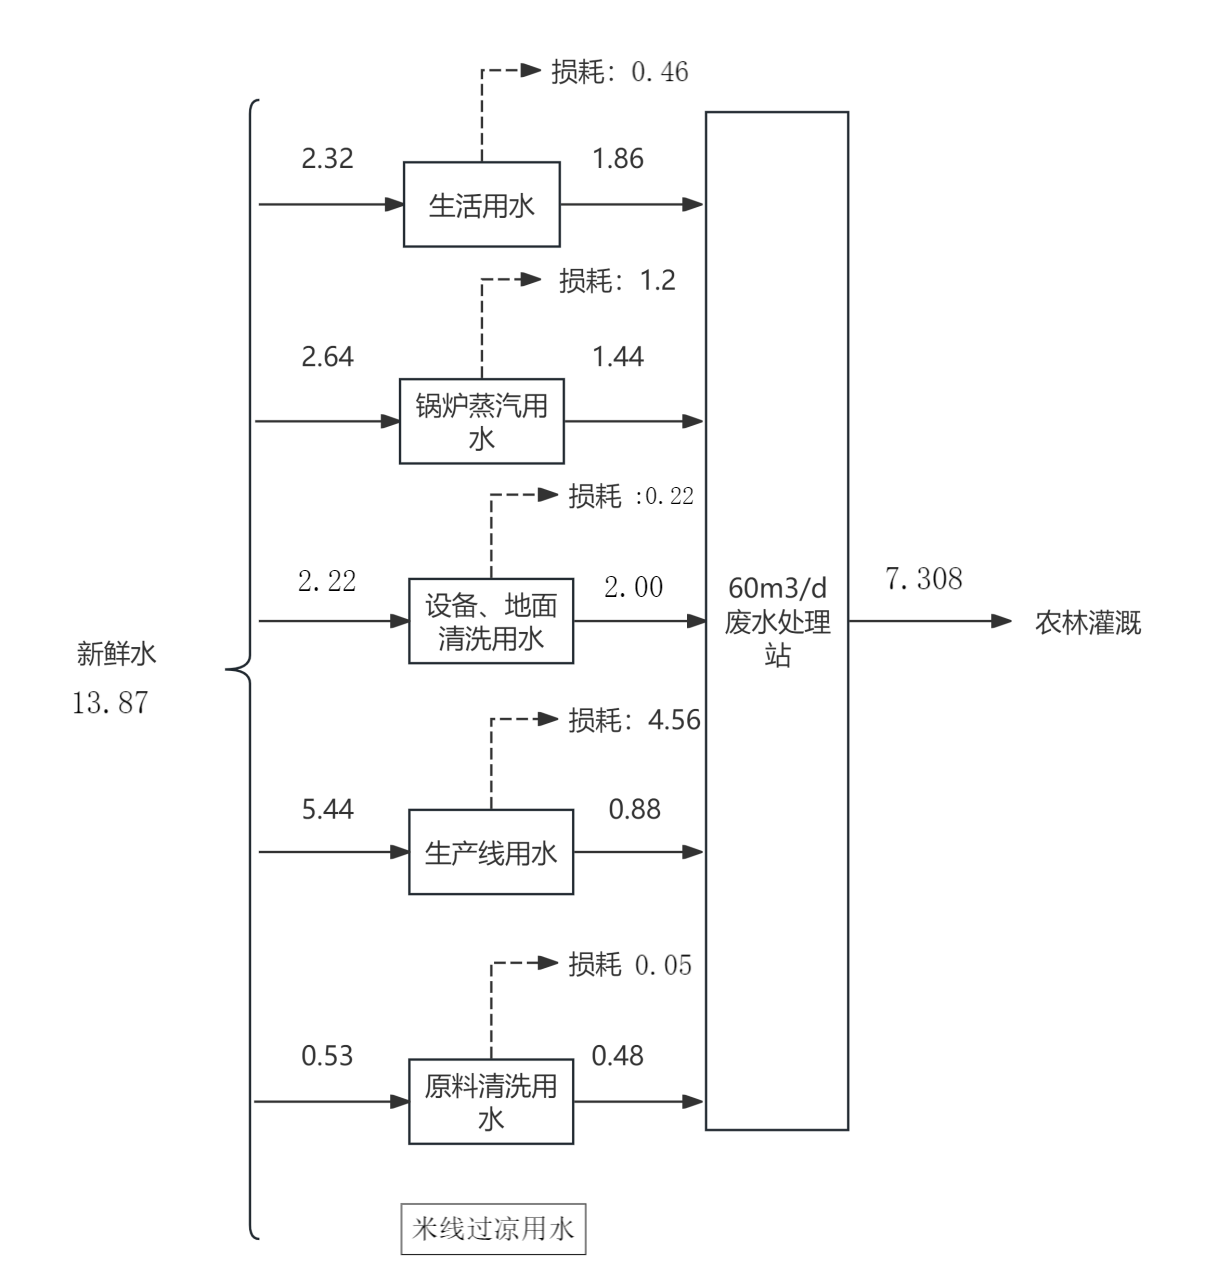 损耗：0.46
2.32
1.86
生活用水
损耗：1.2
2.64
1.44
锅炉蒸汽用
水
损耗 :0.22
2.22
2.00
设备、地面
清洗用水
60m3/d
废水处理
站
7.308
农林灌溉
新鲜水
13.87
损耗：4.56
5.44
0.88
生产线用水
损耗 0.05
0.53
0.48
原料清洗用
水
米线过凉用水